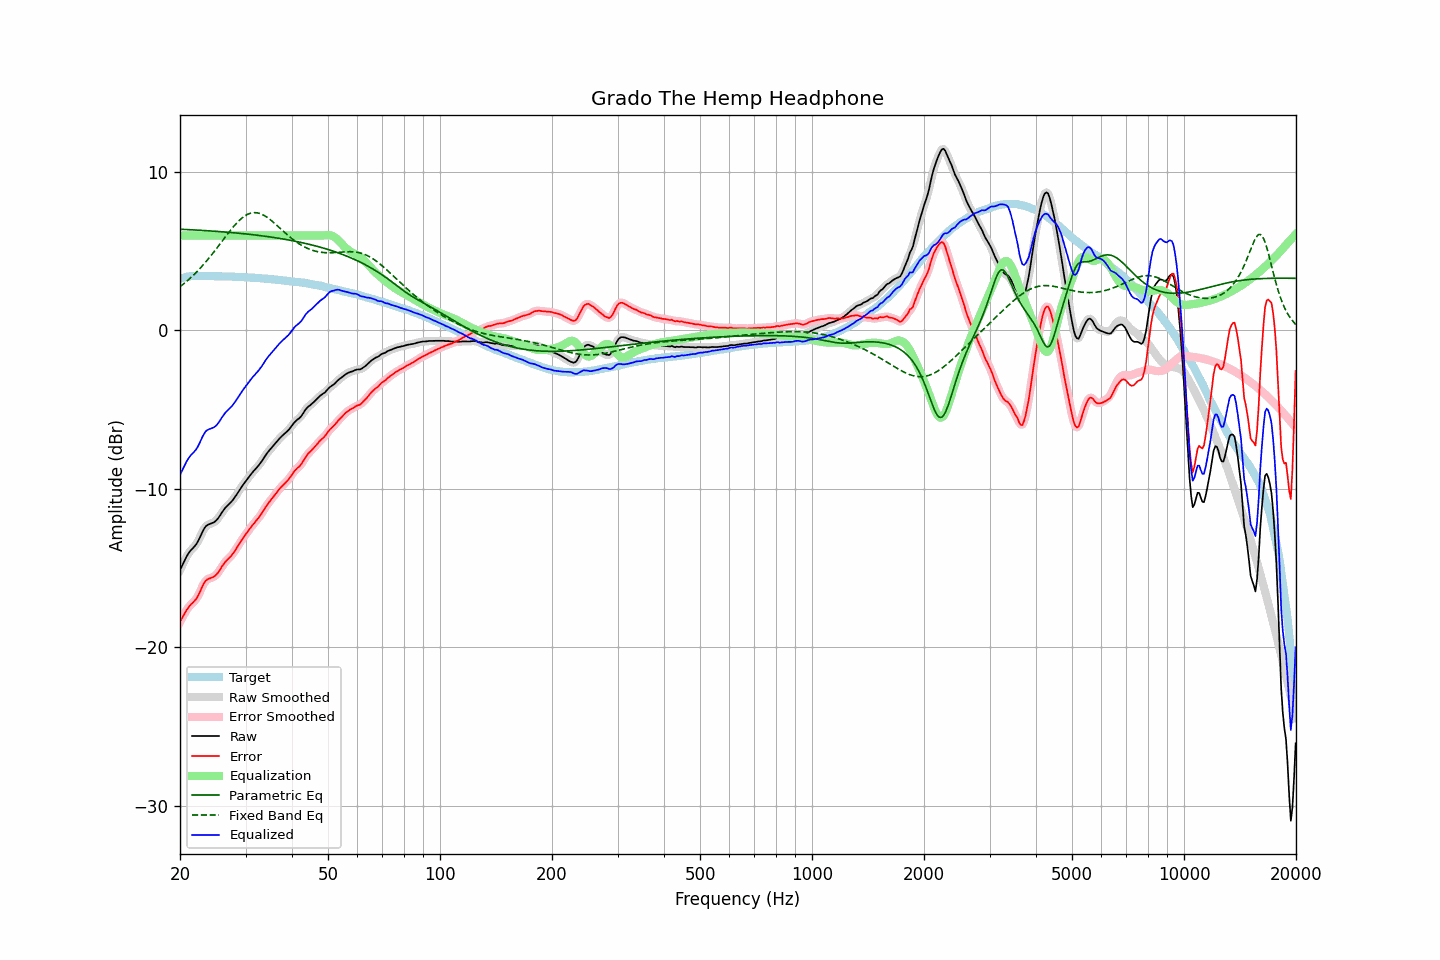 Grado The Hemp Headphone
Amplitude (dBr)
10
0
−10
−20
−30
Target
Raw Smoothed
Error Smoothed
Raw
Error
Equalization
Parametric Eq
Fixed Band Eq
Equalized
20 50 100 200 500 1000 2000 5000 10000 20000
Frequency (Hz)